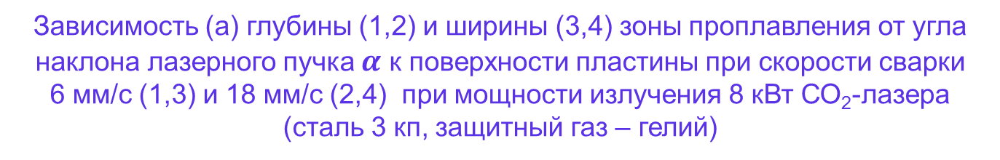 Зависимость (а) глубины (1,2) и ширины (3,4) зоны проплавления от угла
наклона лазерного пучка α к поверхности пластины при скорости сварки
6 мм/с (1,3) и 18 мм/с (2,4) при мощности излучения 8 кВт СО₂-лазера
(сталь 3 кп, защитный газ – гелий)